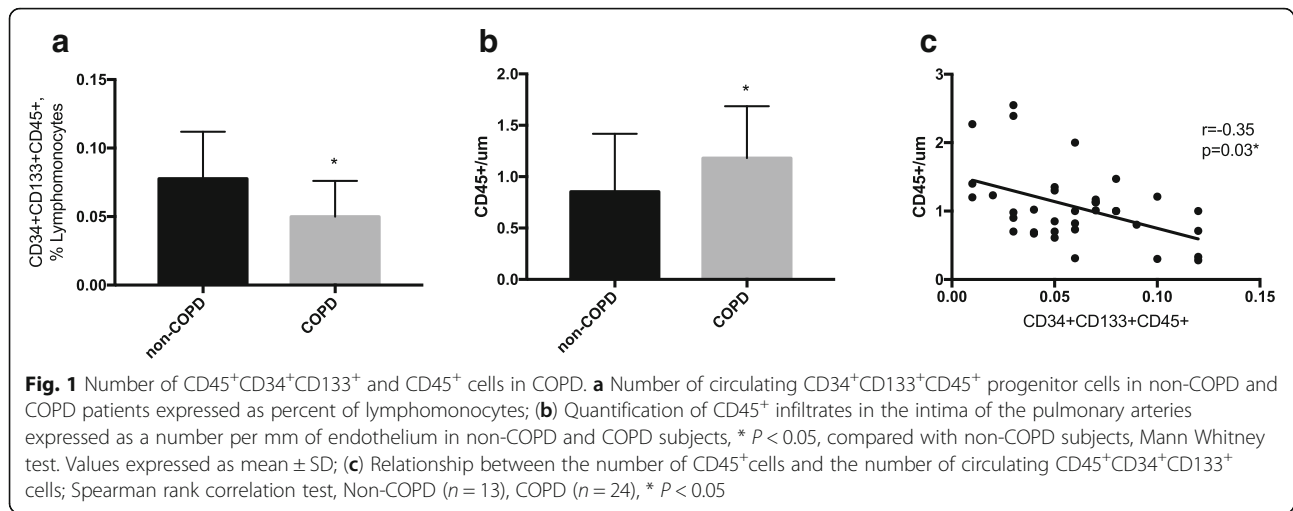 a
CD34+CD133+CD45+,
% Lymphomonocytes
0.15
0.10
0.05
0.00
*
non-COPD
COPD
b
CD45+/um
2.0
1.5
1.0
0.5
0.0
*
non-COPD
COPD
c
CD45+/um
3
2
1
0
r=-0.35
p=0.03*
0.00 0.05 0.10 0.15
CD34+CD133+CD45+
Fig. 1 Number of CD45⁺CD34⁺CD133⁺ and CD45⁺ cells in COPD. a Number of circulating CD34⁺CD133⁺CD45⁺ progenitor cells in non-COPD and
COPD patients expressed as percent of lymphomonocytes; (b) Quantification of CD45⁺ infiltrates in the intima of the pulmonary arteries
expressed as a number per mm of endothelium in non-COPD and COPD subjects, * P < 0.05, compared with non-COPD subjects, Mann Whitney
test. Values expressed as mean ± SD; (c) Relationship between the number of CD45⁺cells and the number of circulating CD45⁺CD34⁺CD133⁺
cells; Spearman rank correlation test, Non-COPD (n = 13), COPD (n = 24), * P < 0.05